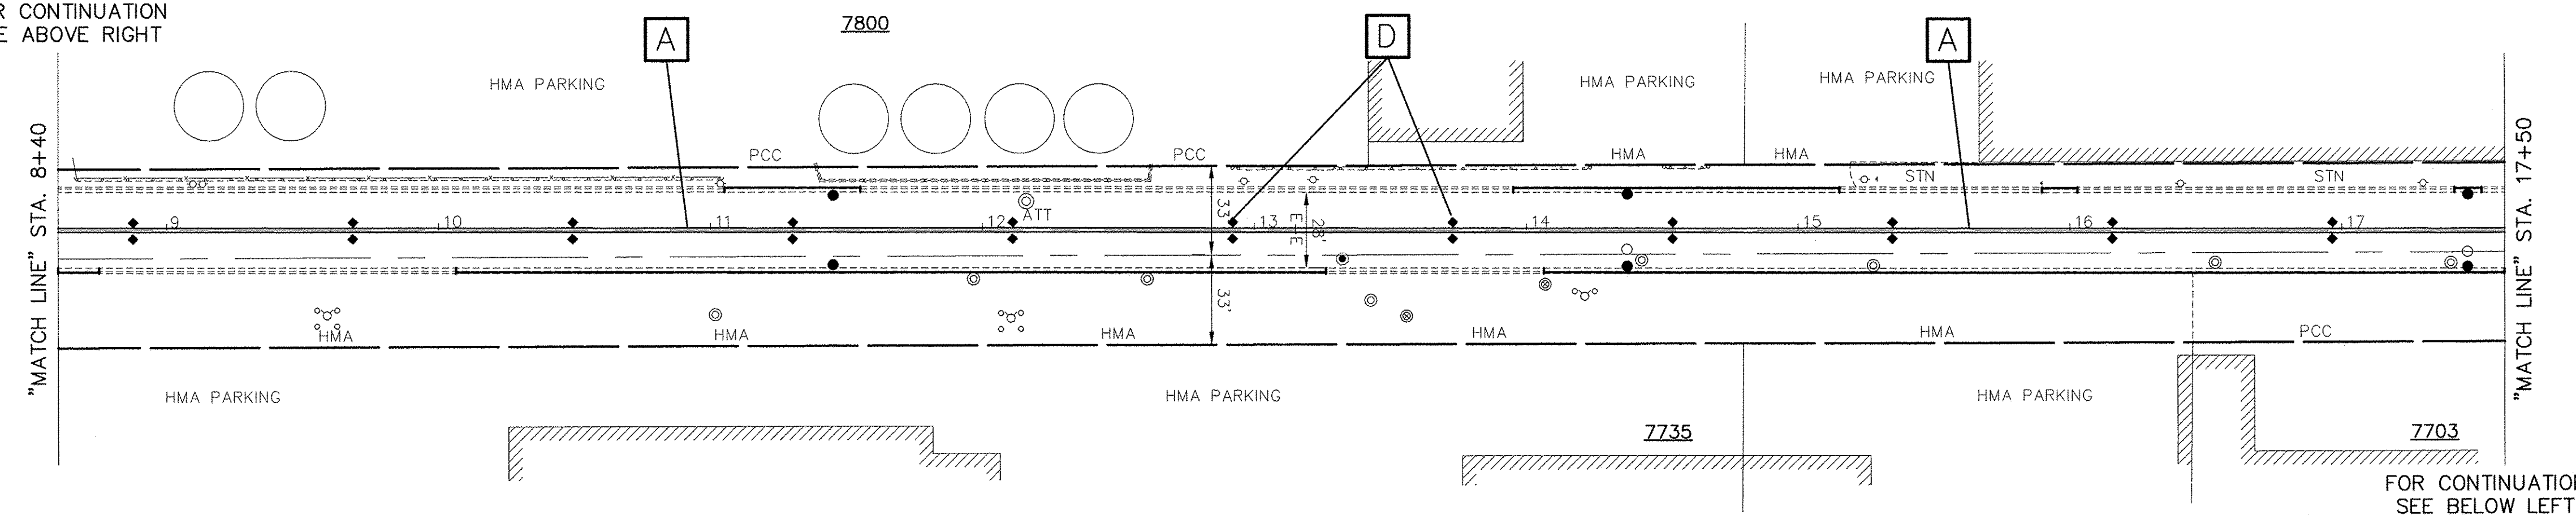 R CONTINUATION
E ABOVE RIGHT
7800
A
D
A
HMA PARKING
HMA PARKING
HMA PARKING
"MATCH LINE" STA. 8+40
"MATCH LINE" STA. 17+50
PCC
PCC
HMA
HMA
STN
STN
ATT
9
10
11
12
13
14
15
16
17
33'
28'
E-E
33'
HMA
HMA
HMA
HMA
HMA
PCC
HMA PARKING
HMA PARKING
HMA PARKING
7735
7703
FOR CONTINUATION
SEE BELOW LEFT